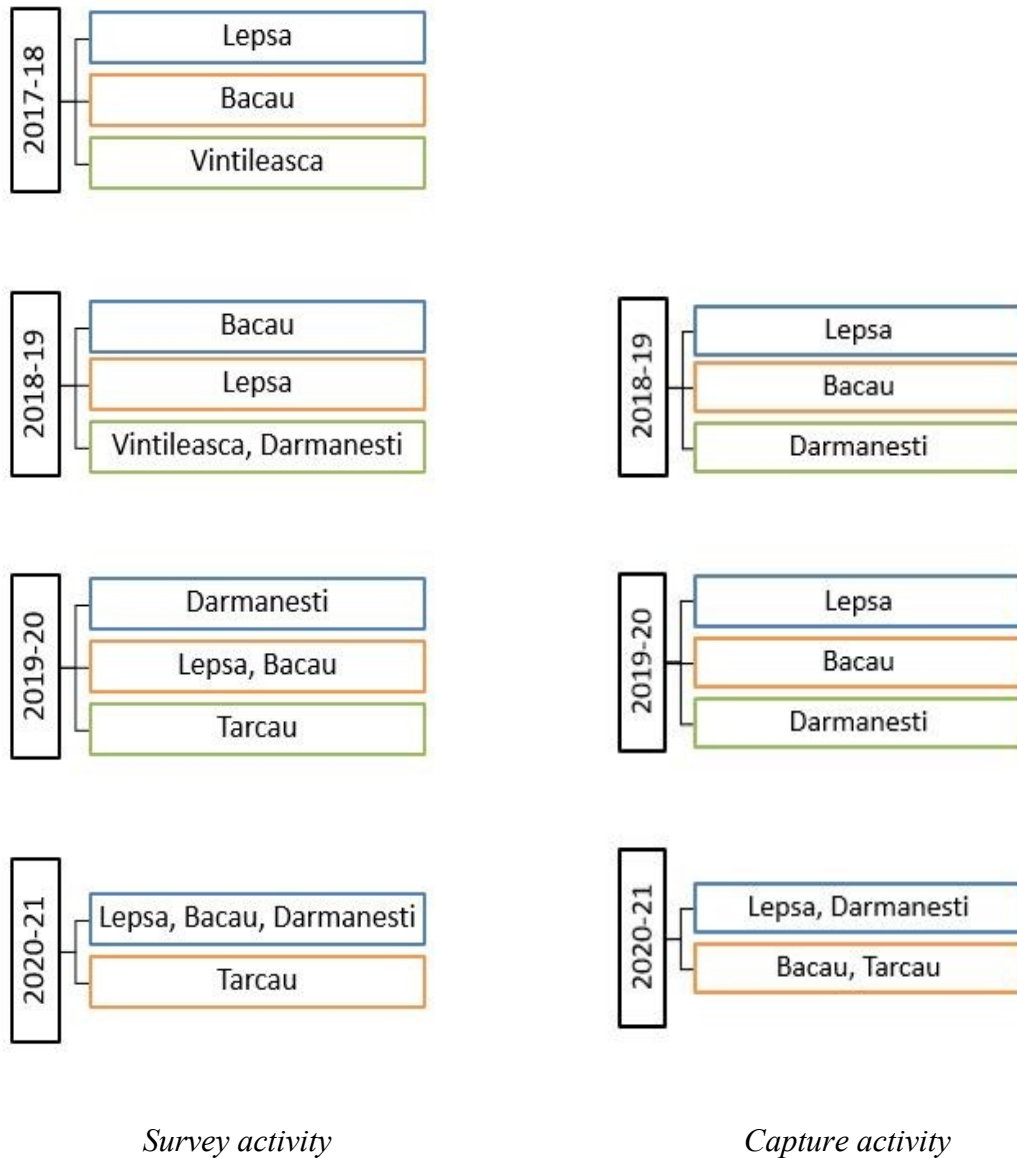 2017-18
Lepsa
Bacau
Vintileasca
2018-19
Bacau
Lepsa
Vintileasca, Darmanesti
2018-19
Lepsa
Bacau
Darmanesti
2019-20
Darmanesti
Lepsa, Bacau
Tarcau
2019-20
Lepsa
Bacau
Darmanesti
2020-21
Lepsa, Bacau, Darmanesti
Tarcau
2020-21
Lepsa, Darmanesti
Bacau, Tarcau
Survey activity
Capture activity